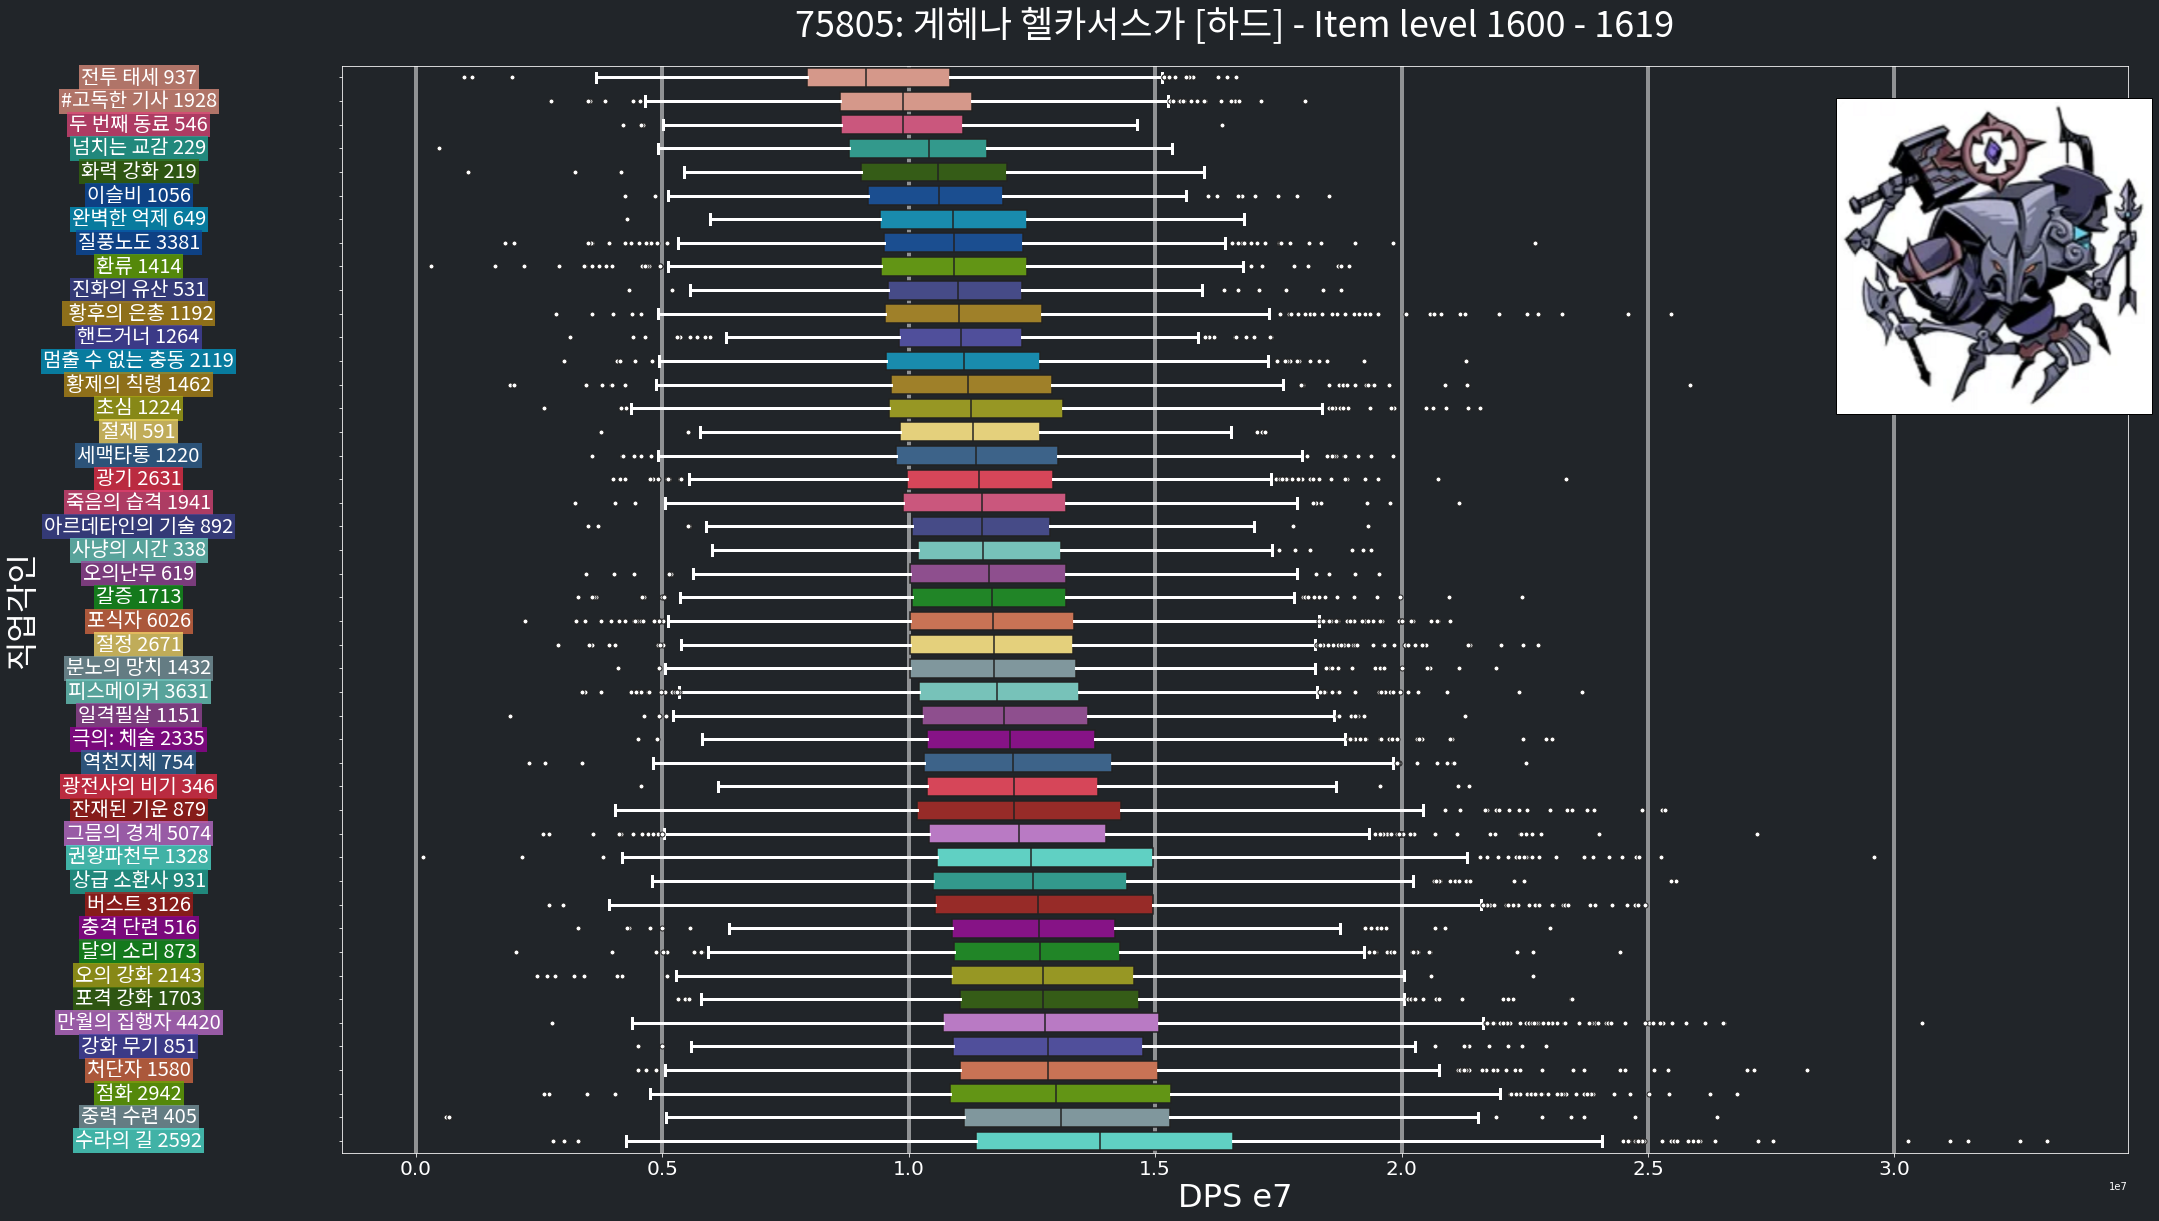 75805: 게헤나 헬카서스가 [하드] - Item level 1600 - 1619
직업각인
전투 태세 937
#고독한 기사 1928
두 번째 동료 546
넘치는 교감 229
화력 강화 219
이슬비 1056
완벽한 억제 649
질풍노도 3381
환류 1414
진화의 유산 531
황후의 은총 1192
핸드거너 1264
멈출 수 없는 충동 2119
황제의 칙령 1462
초심 1224
절제 591
세맥타통 1220
광기 2631
죽음의 습격 1941
아르데타인의 기술 892
사냥의 시간 338
오의난무 619
갈증 1713
포식자 6026
절정 2671
분노의 망치 1432
피스메이커 3631
일격필살 1151
극의: 체술 2335
역천지체 754
광전사의 비기 346
잔재된 기운 879
그믐의 경계 5074
권왕파천무 1328
상급 소환사 931
버스트 3126
충격 단련 516
달의 소리 873
오의 강화 2143
포격 강화 1703
만월의 집행자 4420
강화 무기 851
처단자 1580
점화 2942
중력 수련 405
수라의 길 2592
0.0 0.5 1.0 1.5 2.0 2.5 3.0
DPS e7
1e7